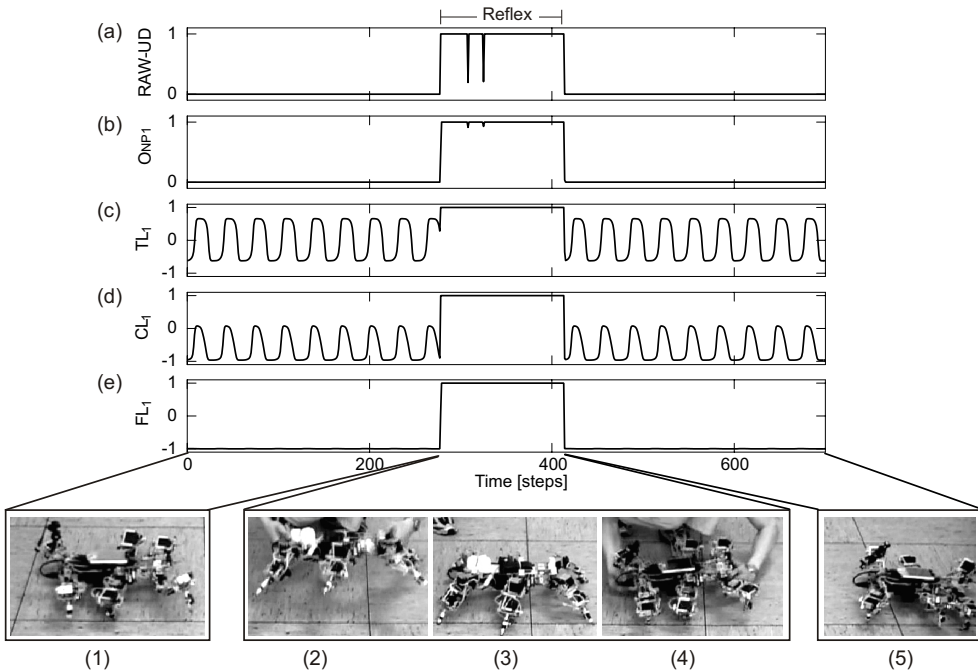 Reflex
(a)
RAW-UD
1
0
(b)
ONP1
1
0
(c)
TL1
1
0
-1
(d)
CL1
1
0
-1
(e)
FL1
1
0
-1
0 200 400 600
Time [steps]
(1) (2) (3) (4) (5)